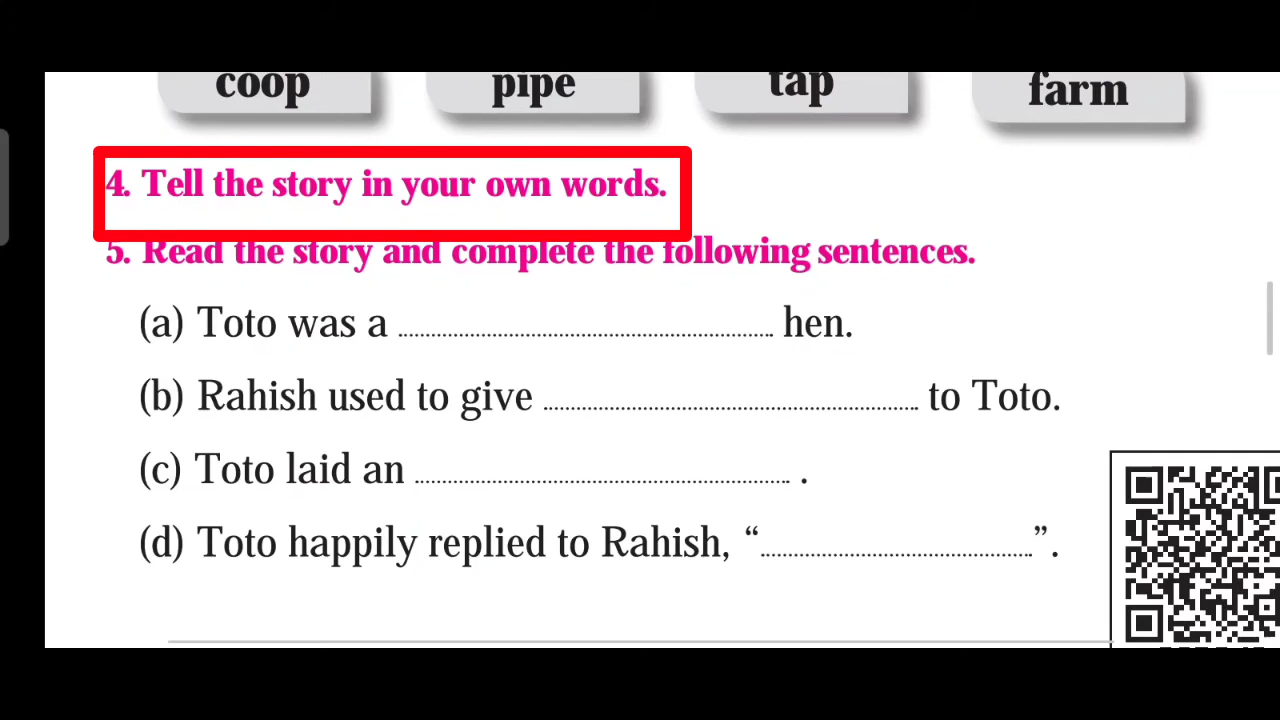 coop pipe tap farm
4. Tell the story in your own words.
5. Read the story and complete the following sentences.
(a) Toto was a ........................................ hen.
(b) Rahish used to give ........................................ to Toto.
(c) Toto laid an ........................................ .
(d) Toto happily replied to Rahish, “..............................”.